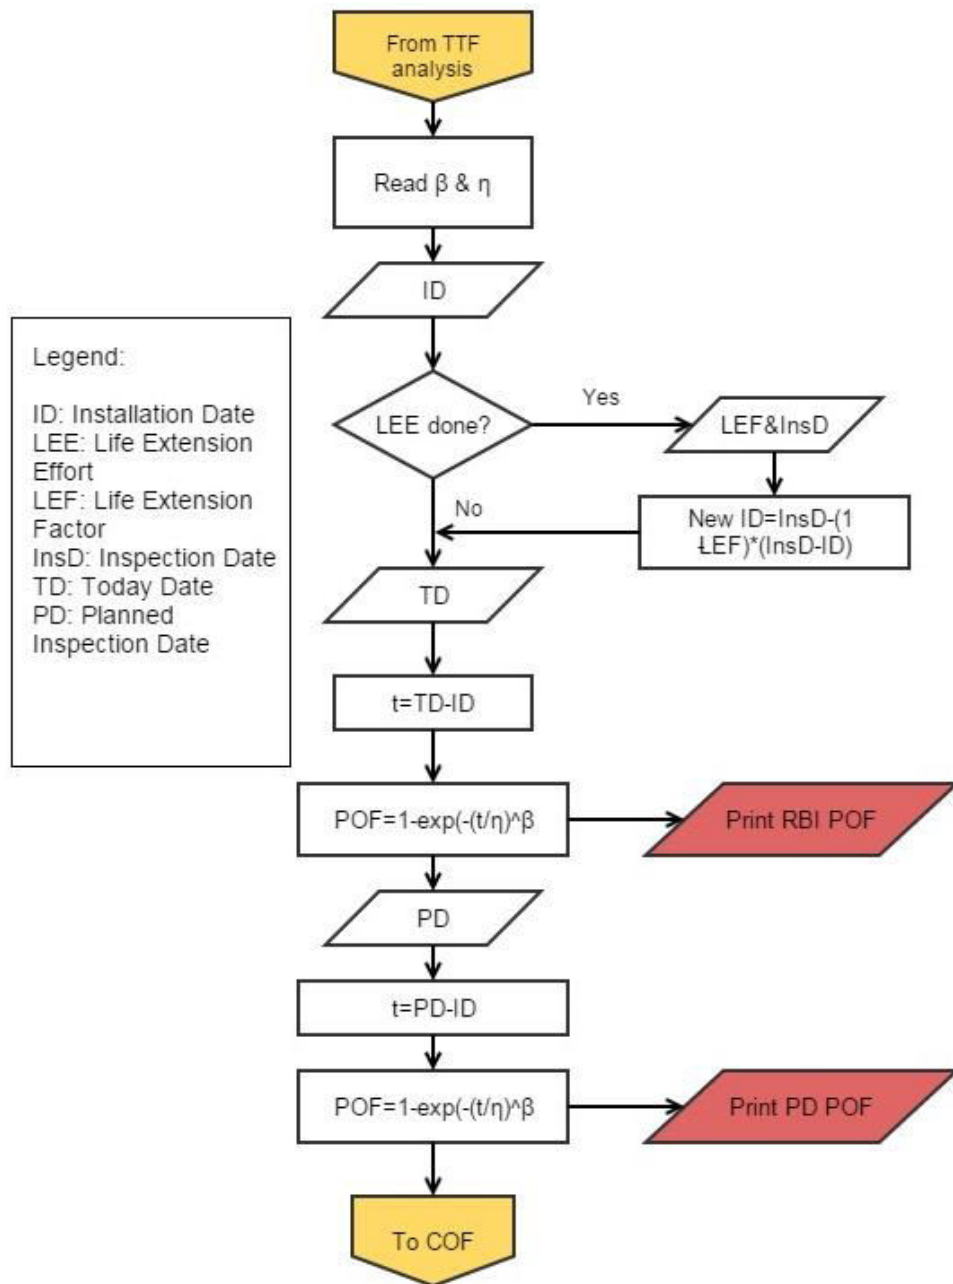 From TTF
analysis
Read β & η
ID
LEE done?
Yes
LEF&InsD
No
New ID=InsD-(1
-LEF)*(InsD-ID)
TD
t=TD-ID
POF=1-exp(-(t/η)^β
Print RBI POF
PD
t=PD-ID
POF=1-exp(-(t/η)^β
Print PD POF
To COF
Legend:
ID: Installation Date
LEE: Life Extension
Effort
LEF: Life Extension
Factor
InsD: Inspection Date
TD: Today Date
PD: Planned
Inspection Date